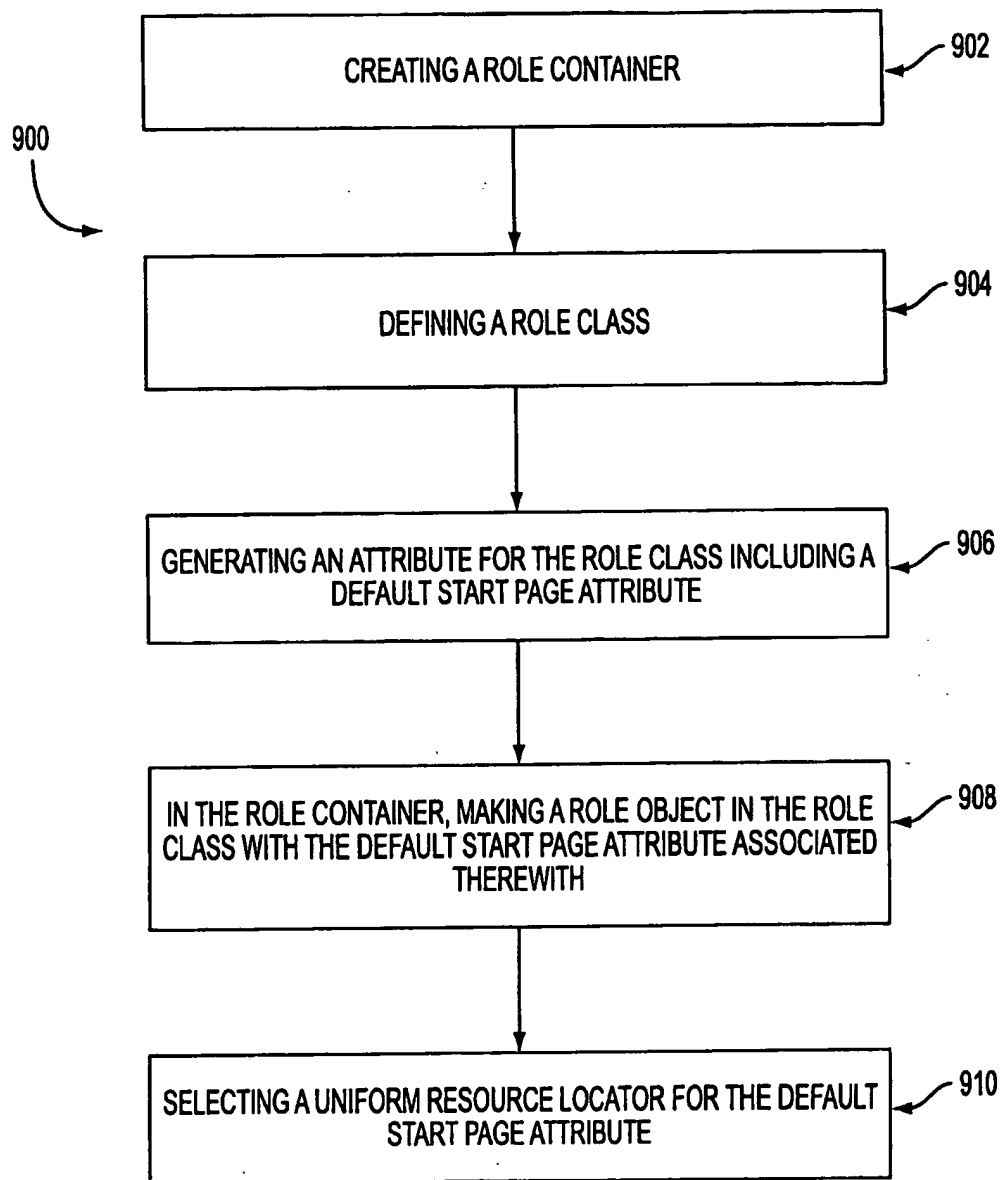 CREATING A ROLE CONTAINER
902
900
DEFINING A ROLE CLASS
904
GENERATING AN ATTRIBUTE FOR THE ROLE CLASS INCLUDING A
DEFAULT START PAGE ATTRIBUTE
906
IN THE ROLE CONTAINER, MAKING A ROLE OBJECT IN THE ROLE
CLASS WITH THE DEFAULT START PAGE ATTRIBUTE ASSOCIATED
THEREWITH
908
SELECTING A UNIFORM RESOURCE LOCATOR FOR THE DEFAULT
START PAGE ATTRIBUTE
910